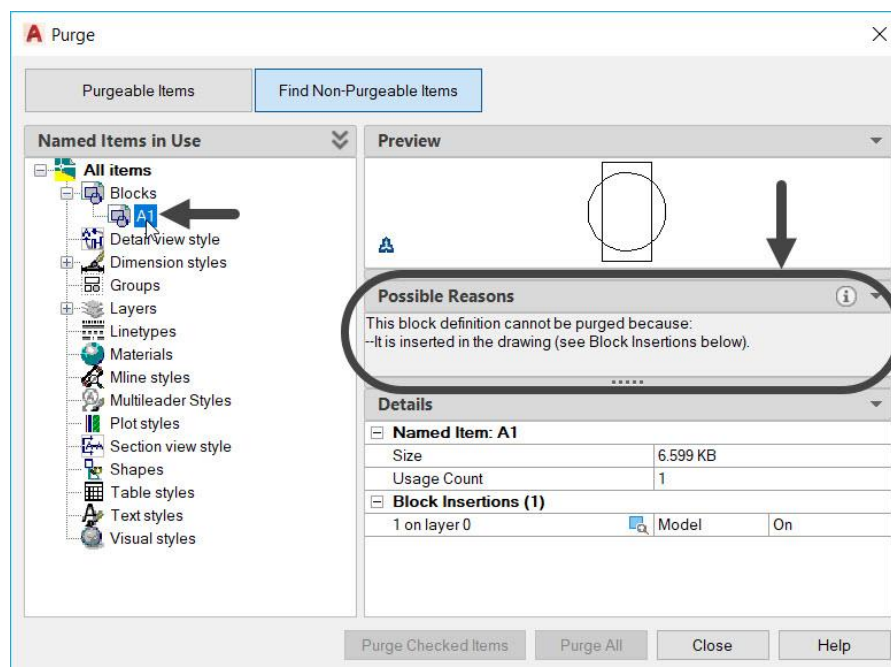 Purge
Purgeable Items
Find Non-Purgeable Items
Named Items in Use
All items
Blocks
A1
Detail view style
Dimension styles
Groups
Layers
Linetypes
Materials
Mline styles
Multileader Styles
Plot styles
Section view style
Shapes
Table styles
Text styles
Visual styles
Preview
Possible Reasons
This block definition cannot be purged because:
--It is inserted in the drawing (see Block Insertions below).
Details
Named Item: A1
Size 6.599 KB
Usage Count 1
Block Insertions (1)
1 on layer 0 Model On
Purge Checked Items
Purge All
Close
Help